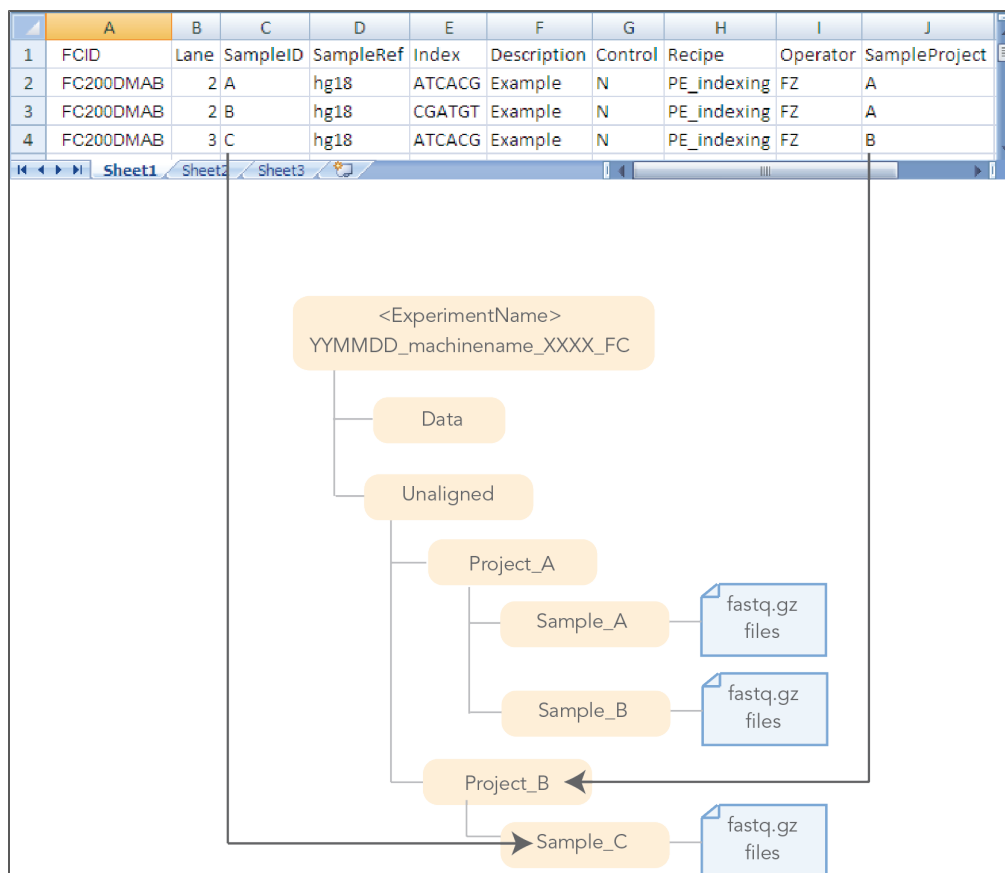 A B C D E F G H I J
1 FCID Lane SampleID SampleRef Index Description Control Recipe Operator SampleProject
2 FC200DMAB 2 A hg18 ATCACG Example N PE_indexing FZ A
3 FC200DMAB 2 B hg18 CGATGT Example N PE_indexing FZ A
4 FC200DMAB 3 C hg18 ATCACG Example N PE_indexing FZ B
Sheet1 Sheet2 Sheet3
<ExperimentName>
YYMMDD_machinename_XXXX_FC
Data
Unaligned
Project_A
Sample_A
fastq.gz
files
Sample_B
fastq.gz
files
Project_B
Sample_C
fastq.gz
files